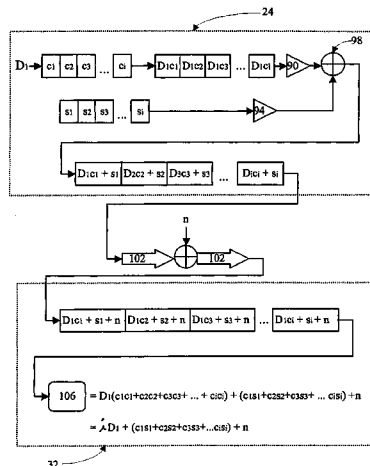 24
D1 c1 c2 c3 ... ci D1c1 D1c2 D1c3 ... D1ci 90 98
s1 s2 s3 ... si 94
D1c1 + s1 D2c2 + s2 D3c3 + s3 ... Dici + si
n
102 102
D1c1 + s1 + n D1c2 + s2 + n D1c3 + s3 + n ... D1ci + si + n
106 = D1(c1c1+c2c2+c3c3+ ... + cici) + (c1s1+c2s2+c3s3+ ... cisi) +n
= D1 + (c1s1+c2s2+c3s3+...cisi) + n
32